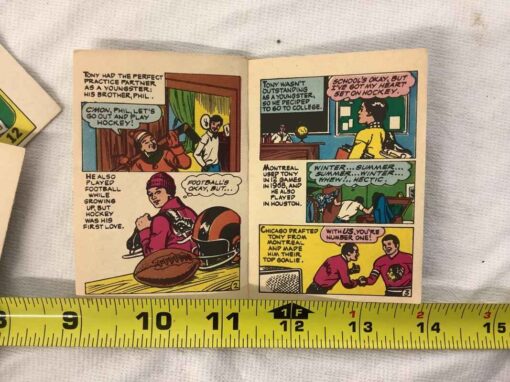 TONY HAD THE PERFECT
PRACTICE PARTNER
AS A YOUNGSTER:
HIS BROTHER, PHIL.
C'MON, PHIL, LET'S
GO OUT AND PLAY
HOCKEY!
HE ALSO
PLAYED
FOOTBALL
WHILE
GROWING
UP, BUT
HOCKEY
WAS HIS
FIRST LOVE.
FOOTBALL'S
OKAY, BUT...
2
TONY WASN'T
OUTSTANDING
AS A YOUNGSTER,
SO HE DECIDED
TO GO TO COLLEGE.
SCHOOL'S OKAY, BUT
I'VE GOT MY HEART
SET ON HOCKEY.
MONTREAL
USED TONY
IN 12 GAMES
IN 1968, AND
HE ALSO
PLAYED
IN HOUSTON.
WINTER...SUMMER...
SUMMER...WINTER...
WHEW!.. HECTIC.
CHICAGO DRAFTED
TONY FROM
MONTREAL AND
MADE HIM THEIR
TOP GOALIE.
WITH US, YOU'RE
NUMBER ONE!
3
12
9 10 11 1F 12 13 14 15